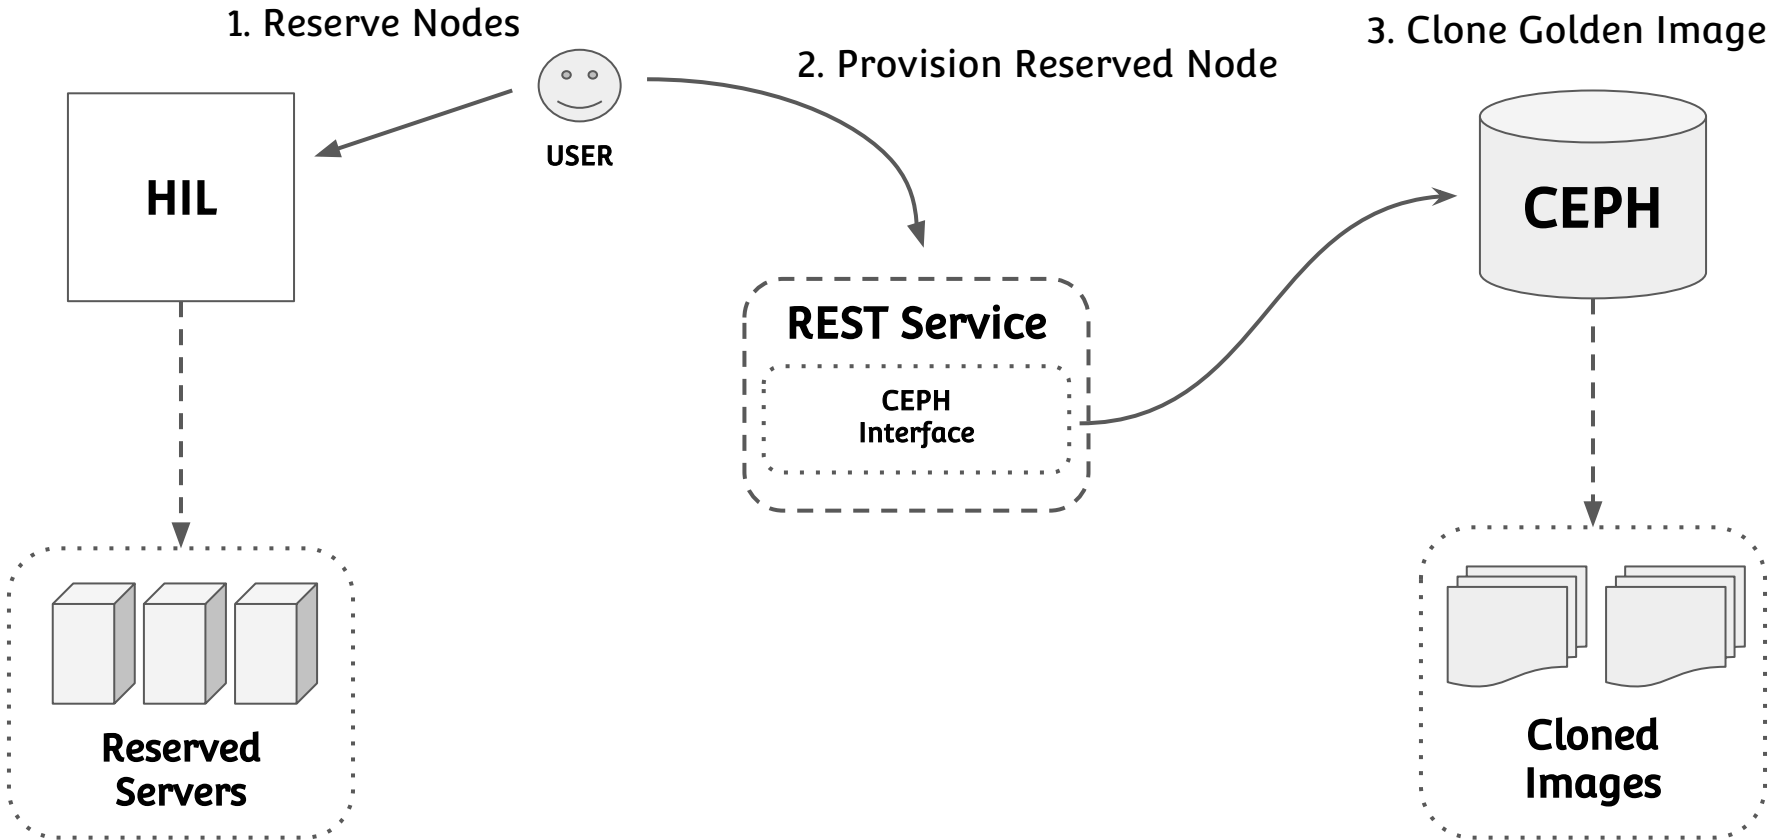 1. Reserve Nodes
2. Provision Reserved Node
3. Clone Golden Image
USER
HIL
CEPH
REST Service
CEPH
Interface
Reserved
Servers
Cloned
Images